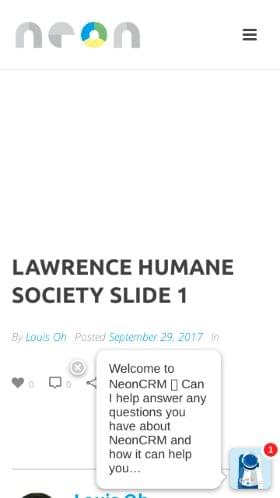 neon
LAWRENCE HUMANE
SOCIETY SLIDE 1
By Louis Oh Posted September 29, 2017 In
0 0
Welcome to
NeonCRM Can
I help answer any
questions you
have about
NeonCRM and
how it can help
you...
1
Louis Oh